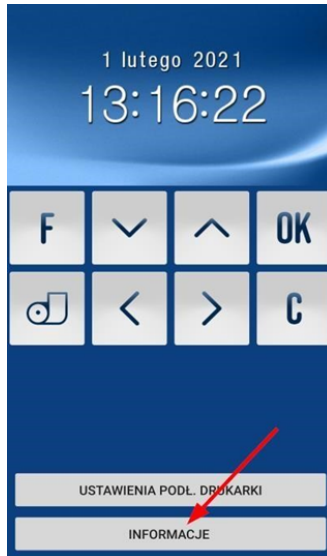 1 lutego 2021
13:16:22
F
OK
C
USTAWIENIA PODŁ. DRUKARKI
INFORMACJE